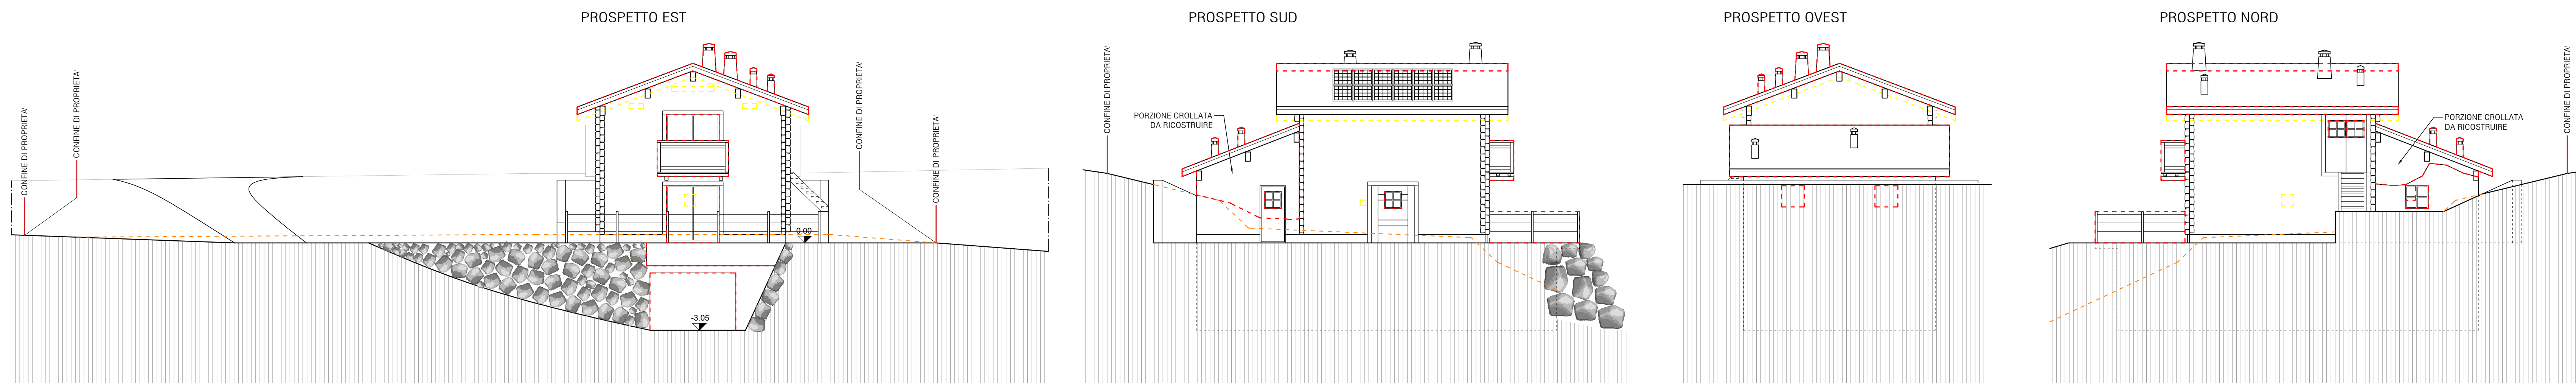 PROSPETTO EST
CONFINE DI PROPRIETA'
CONFINE DI PROPRIETA'
CONFINE DI PROPRIETA'
CONFINE DI PROPRIETA'
0.00
-3.05
PROSPETTO SUD
CONFINE DI PROPRIETA'
PORZIONE CROLLATA
DA RICOSTRUIRE
PROSPETTO OVEST
PROSPETTO NORD
PORZIONE CROLLATA
DA RICOSTRUIRE
CONFINE DI PROPRIETA'